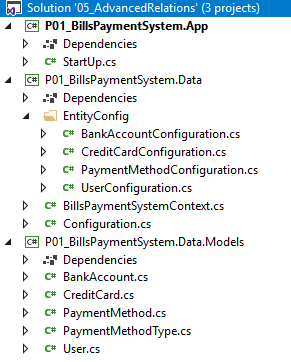 Solution '05_AdvancedRelations' (3 projects)
C# P01_BillsPaymentSystem.App
Dependencies
C# StartUp.cs
C# P01_BillsPaymentSystem.Data
Dependencies
EntityConfig
C# BankAccountConfiguration.cs
C# CreditCardConfiguration.cs
C# PaymentMethodConfiguration.cs
C# UserConfiguration.cs
C# BillsPaymentSystemContext.cs
C# Configuration.cs
C# P01_BillsPaymentSystem.Data.Models
Dependencies
C# BankAccount.cs
C# CreditCard.cs
C# PaymentMethod.cs
C# PaymentMethodType.cs
C# User.cs